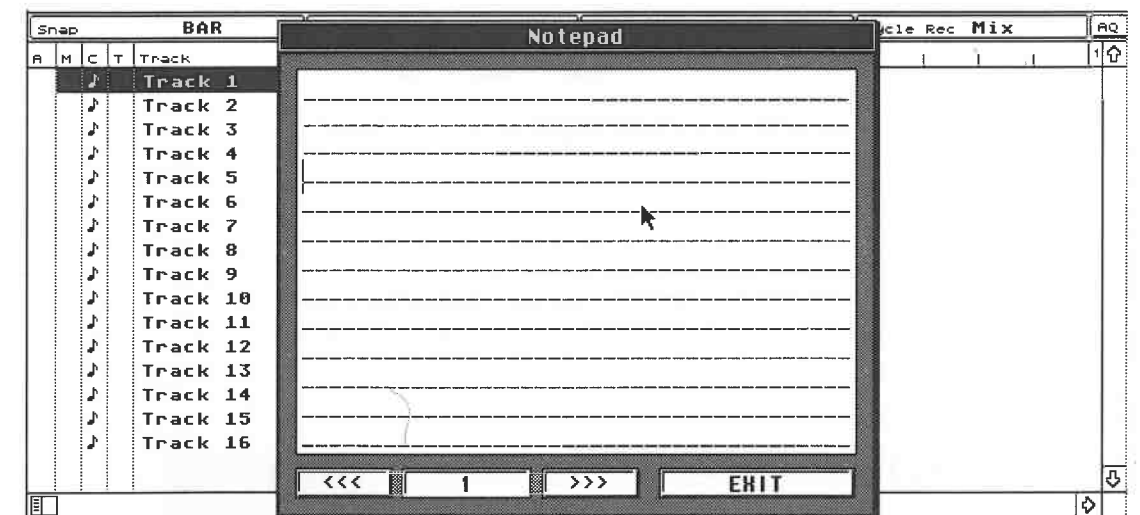 Snap BAR Notepad cle Rec Mix AQ
A M C T Track 1
Track 1
Track 2
Track 3
Track 4
Track 5
Track 6
Track 7
Track 8
Track 9
Track 10
Track 11
Track 12
Track 13
Track 14
Track 15
Track 16
<<< 1 >>> EXIT